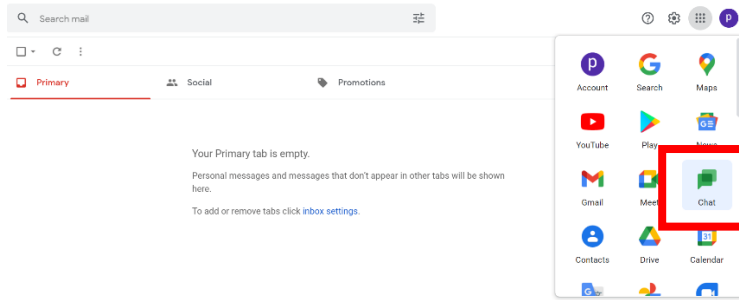 Search mail
p
Primary
Social
Promotions
Your Primary tab is empty.
Personal messages and messages that don't appear in other tabs will be shown
here.
To add or remove tabs click inbox settings.
p
Account
Search
Maps
YouTube
Play
News
Gmail
Meet
Chat
Contacts
Drive
31
Calendar